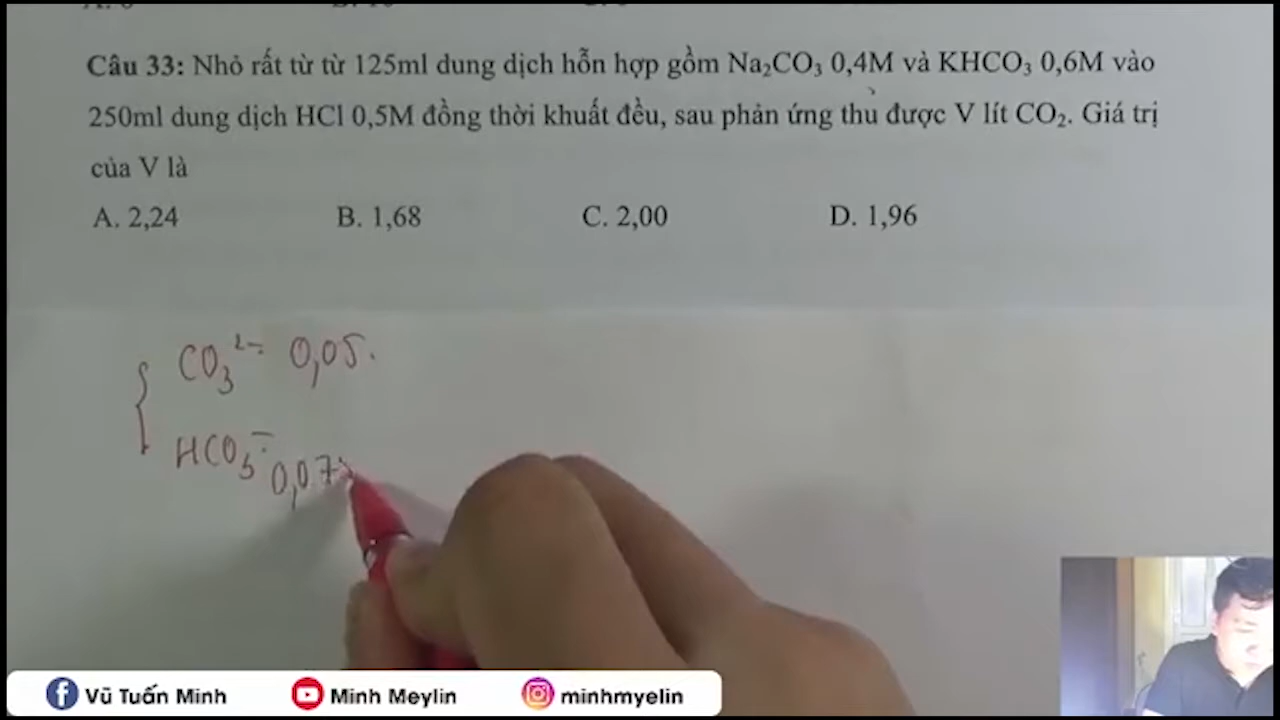 Câu 33: Nhỏ rất từ từ 125ml dung dịch hỗn hợp gồm Na₂CO₃ 0,4M và KHCO₃ 0,6M vào
250ml dung dịch HCl 0,5M đồng thời khuất đều, sau phản ứng thu được V lít CO₂. Giá trị
của V là
A. 2,24 B. 1,68 C. 2,00 D. 1,96
CO₃²⁻: 0,05.
HCO₃⁻: 0,07
Vũ Tuấn Minh Minh Meylin minhmyelin